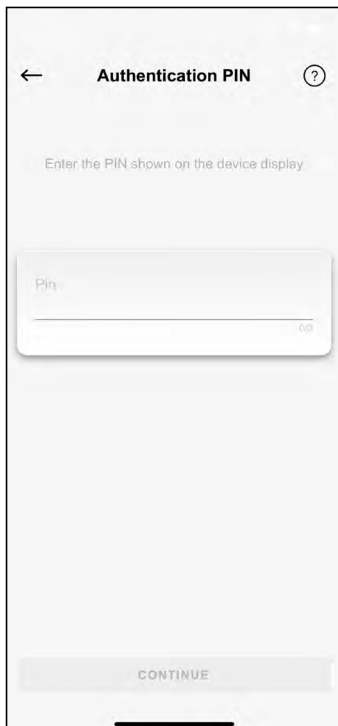 Authentication PIN ?
Enter the PIN shown on the device display
Pin
0/3
CONTINUE